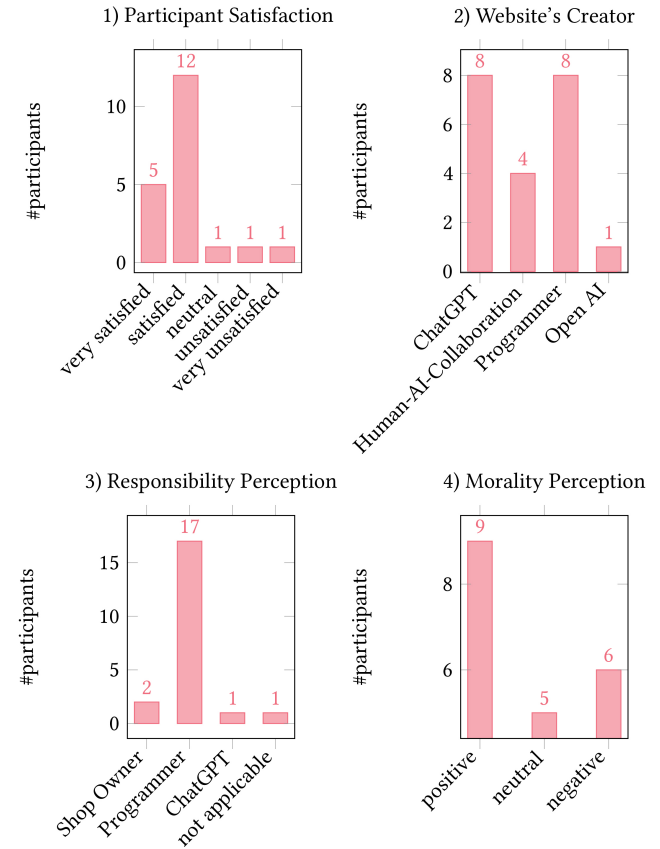 1) Participant Satisfaction
#participants
10
5
0
5
12
1
1
1
very satisfied
satisfied
neutral
unsatisfied
very unsatisfied
2) Website's Creator
#participants
8
6
4
2
0
8
4
8
1
ChatGPT
Human-AI-Collaboration
Programmer
Open AI
3) Responsibility Perception
#participants
15
10
5
0
2
17
1
1
Shop Owner
Programmer
ChatGPT
not applicable
4) Morality Perception
#participants
8
6
9
5
6
positive
neutral
negative